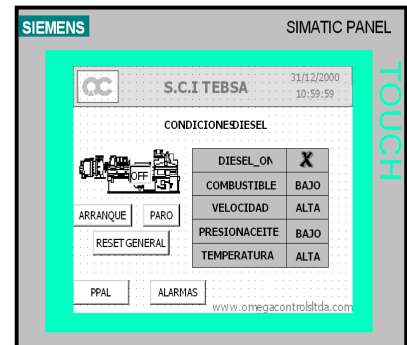 SIEMENS
SIMATIC PANEL
TOUCH
S.C.I TEBSA
31/12/2000
10:59:59
CONDICIONESDIESEL
DIESEL_ON X
COMBUSTIBLE BAJO
OFF
VELOCIDAD ALTA
ARRANQUE PARO
PRESIONACEITE BAJO
RESET GENERAL
TEMPERATURA ALTA
PPAL ALARMAS
www.omegacontrolsltda.com